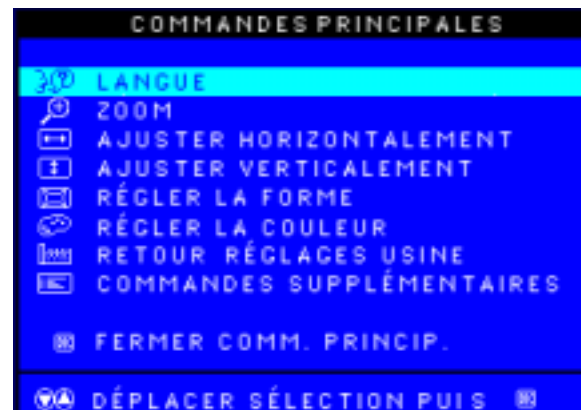 COMMANDES PRINCIPALES
LANGUE
ZOOM
AJUSTER HORIZONTALEMENT
AJUSTER VERTICALEMENT
RÉGLER LA FORME
RÉGLER LA COULEUR
RETOUR RÉGLAGES USINE
COMMANDES SUPPLÉMENTAIRES
FERMER COMM. PRINCIP.
DÉPLACER SÉLECTION PUIS